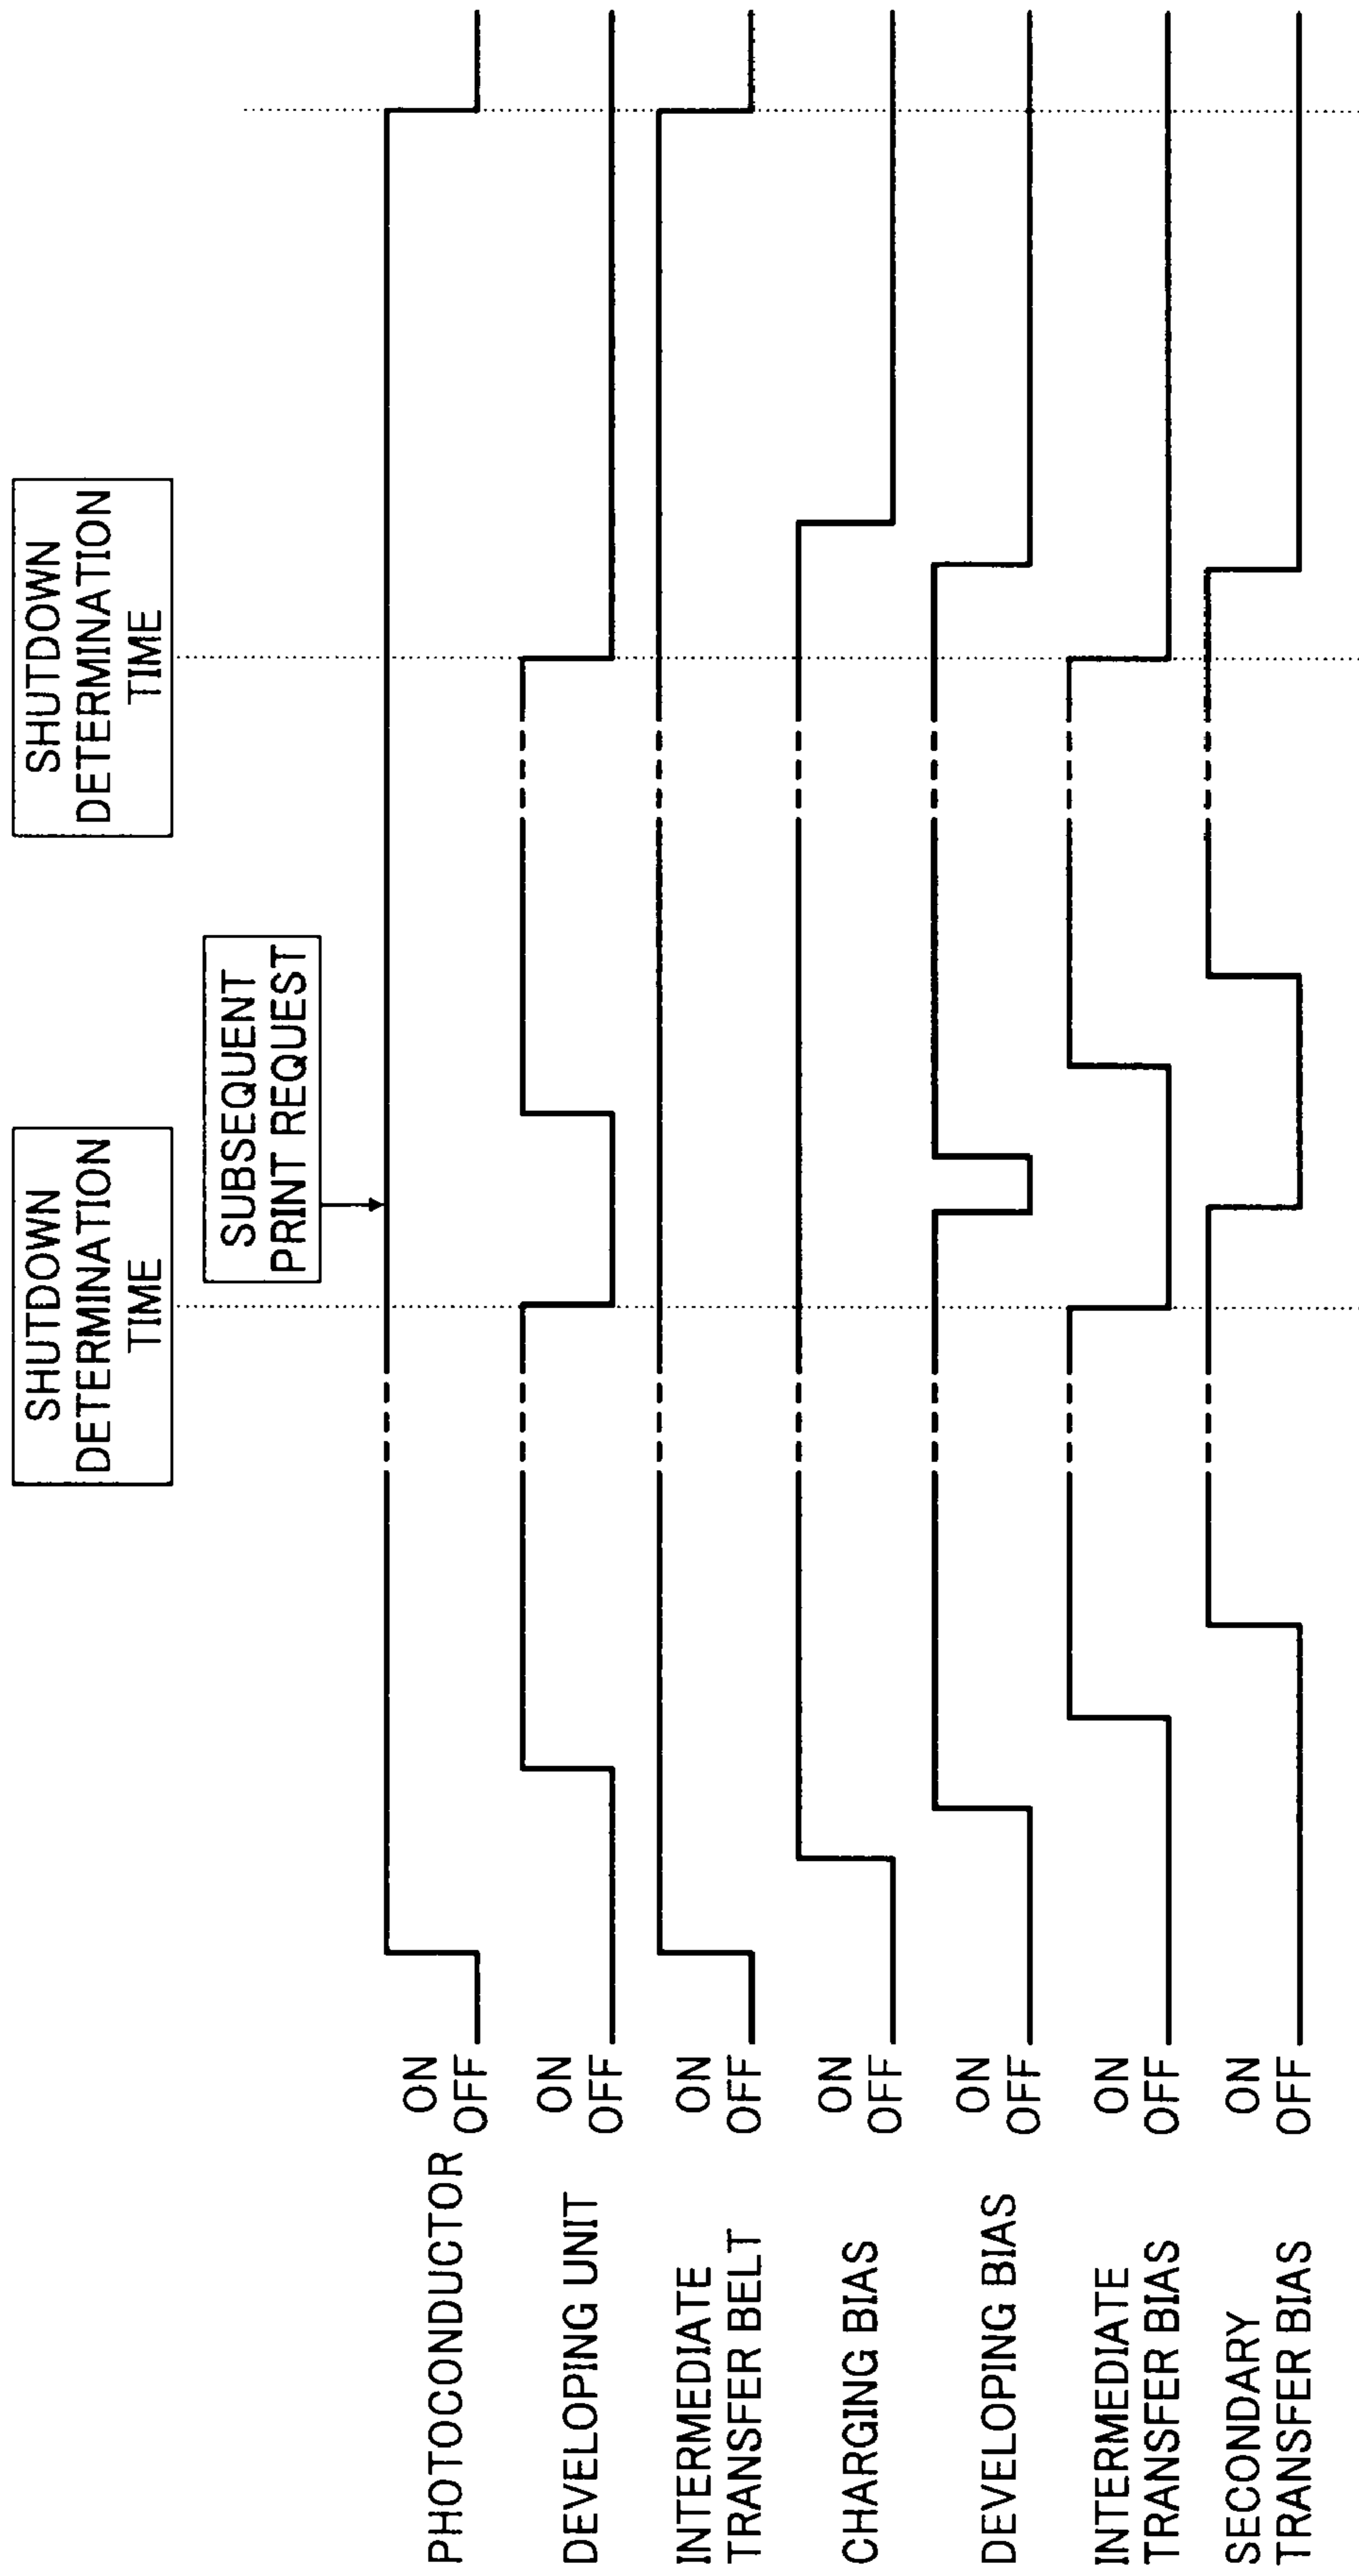 SHUTDOWN
DETERMINATION
TIME
SHUTDOWN
DETERMINATION
TIME
SUBSEQUENT
PRINT REQUEST
PHOTOCONDUCTOR
ON
OFF
DEVELOPING UNIT
ON
OFF
INTERMEDIATE
TRANSFER BELT
ON
OFF
CHARGING BIAS
ON
OFF
DEVELOPING BIAS
ON
OFF
INTERMEDIATE
TRANSFER BIAS
ON
OFF
SECONDARY
TRANSFER BIAS
ON
OFF